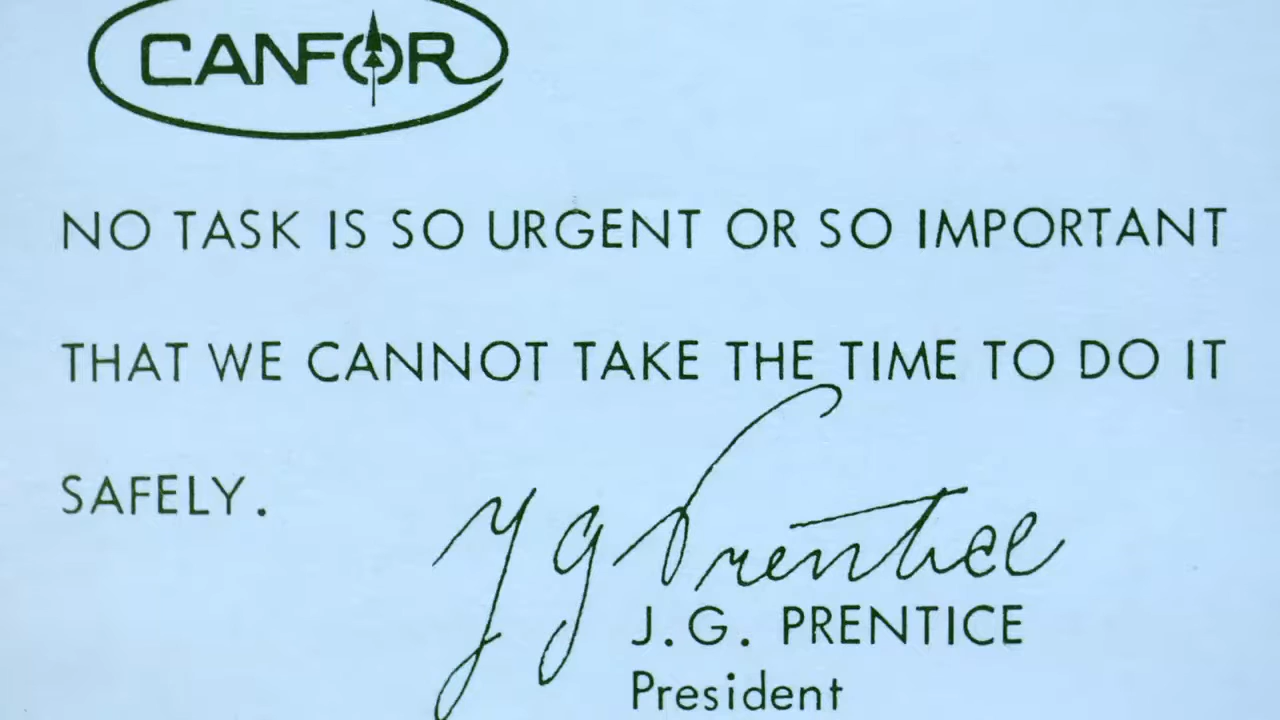 CANFOR
NO TASK IS SO URGENT OR SO IMPORTANT
THAT WE CANNOT TAKE THE TIME TO DO IT
SAFELY.
J G Prentice
J.G. PRENTICE
President